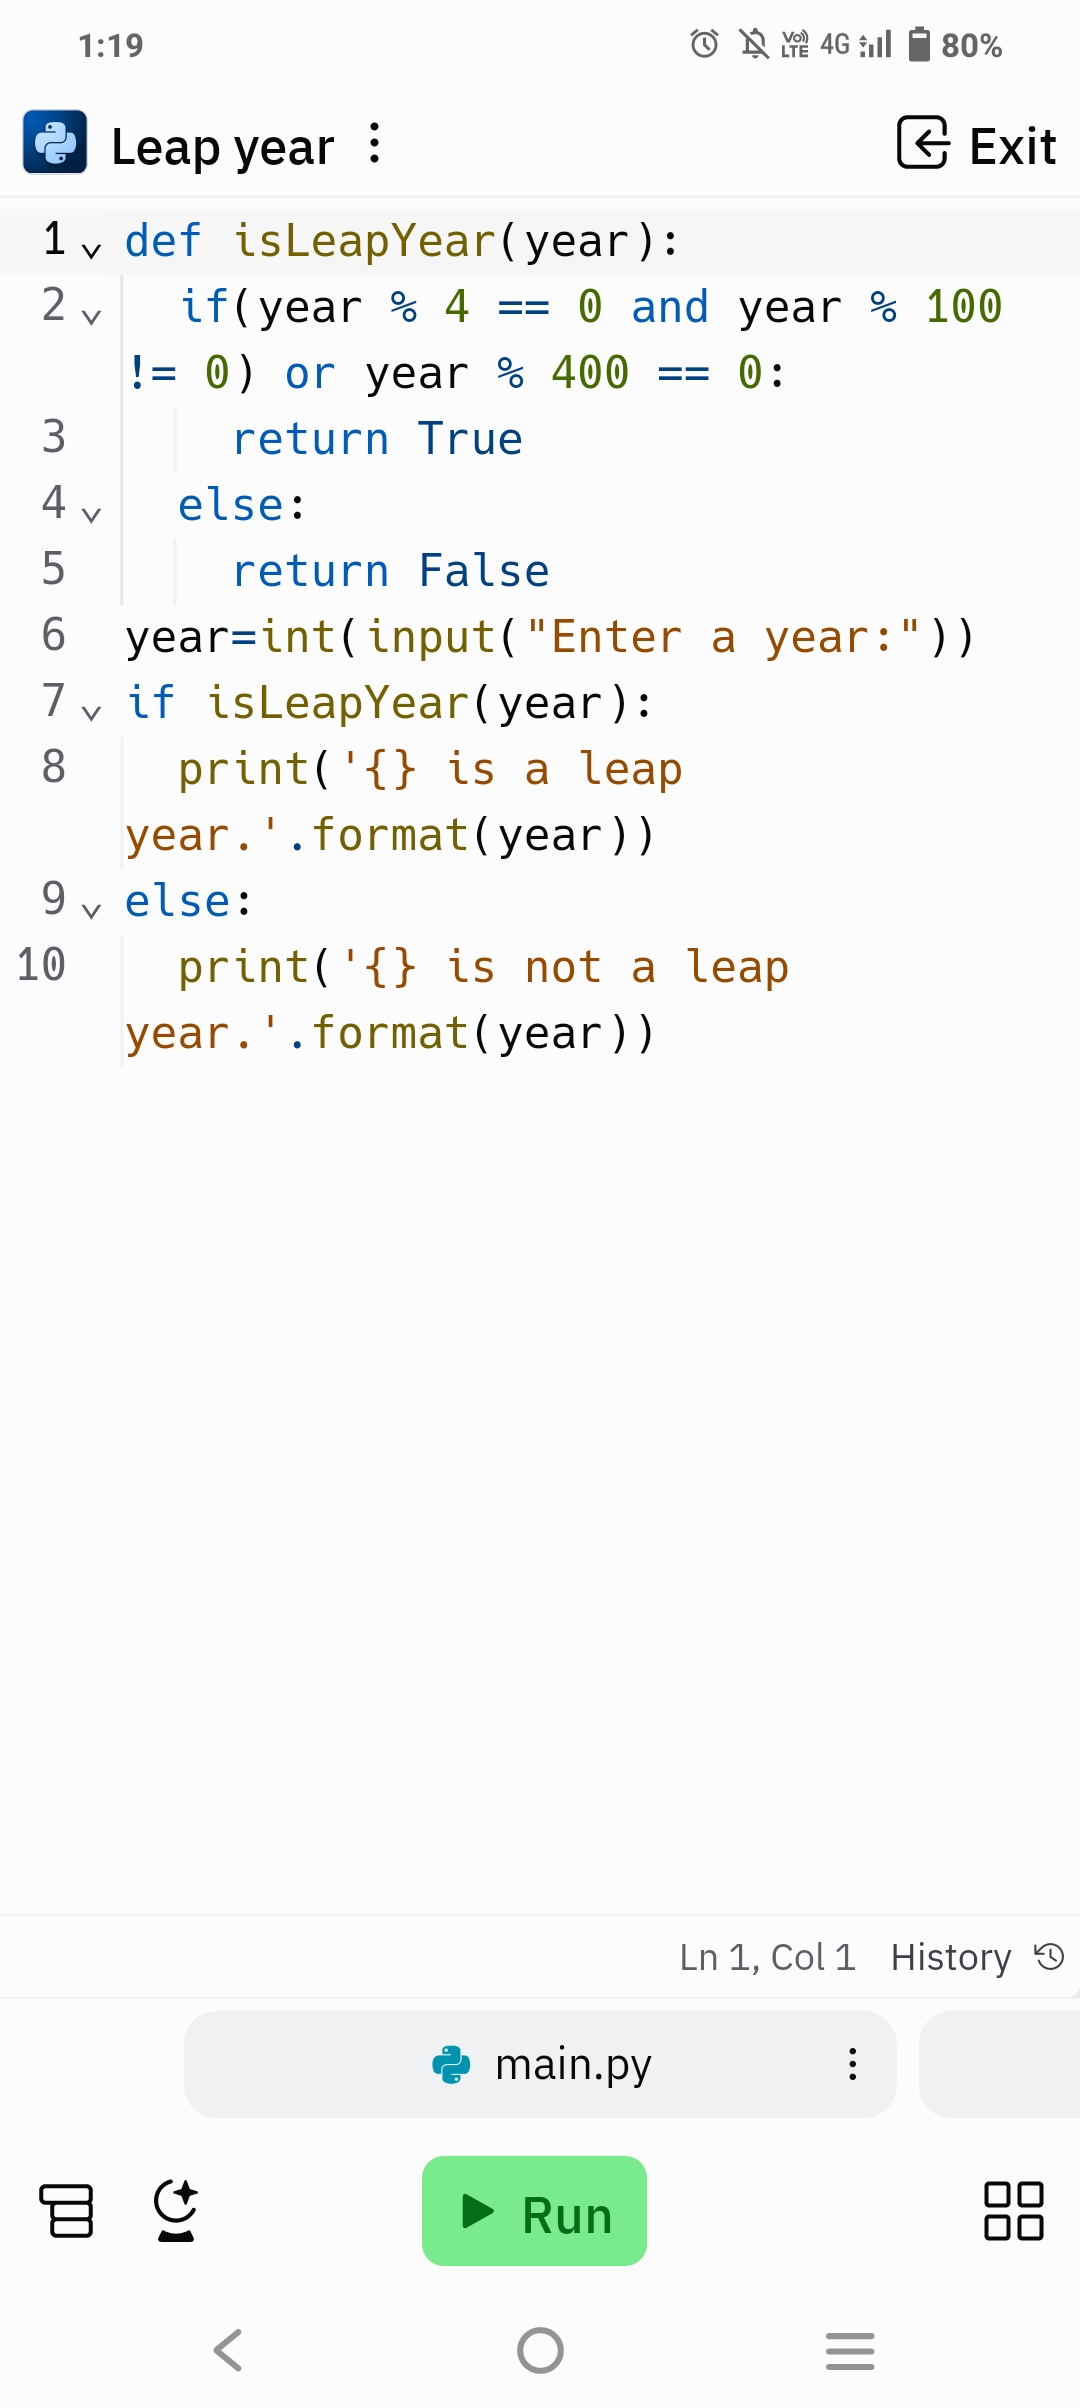 1:19 Vo) LTE 4G 80%
Leap year Exit
1 def isLeapYear(year):
2 if(year % 4 == 0 and year % 100
!= 0) or year % 400 == 0:
3 return True
4 else:
5 return False
6 year=int(input("Enter a year:"))
7 if isLeapYear(year):
8 print('{} is a leap
year.'.format(year))
9 else:
10 print('{} is not a leap
year.'.format(year))
Ln 1, Col 1 History
main.py
Run